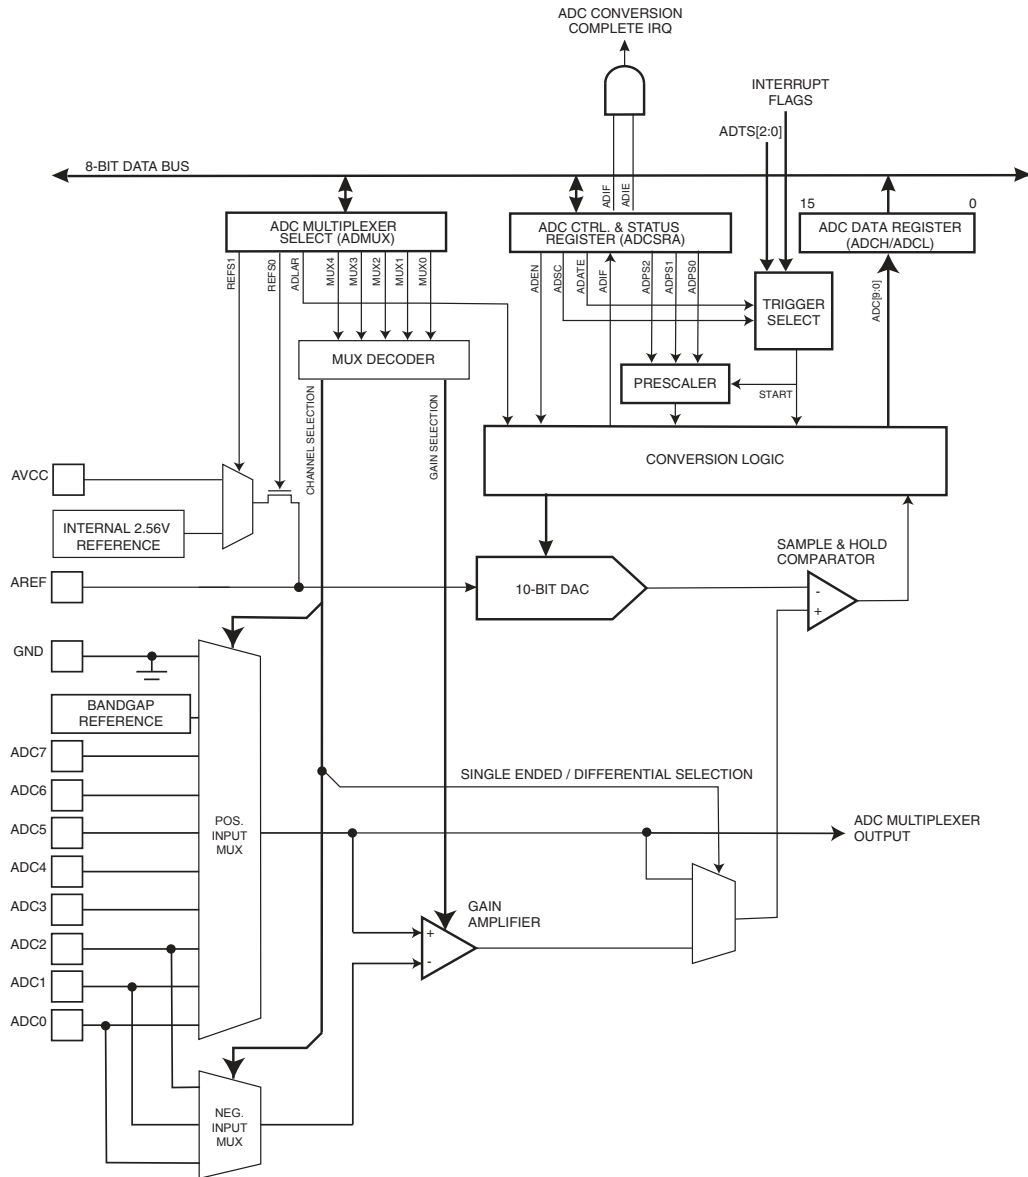 ADC CONVERSION
COMPLETE IRQ
INTERRUPT
FLAGS
ADTS[2:0]
8-BIT DATA BUS
ADIF
ADIE
15
0
ADC MULTIPLEXER
SELECT (ADMUX)
ADC CTRL. & STATUS
REGISTER (ADCSRA)
ADC DATA REGISTER
(ADCH/ADCL)
REFS1
REFS0
ADLAR
MUX4
MUX3
MUX2
MUX1
MUX0
ADEN
ADSC
ADATE
ADIF
ADPS2
ADPS1
ADPS0
ADC[9:0]
TRIGGER
SELECT
MUX DECODER
PRESCALER
START
CHANNEL SELECTION
GAIN SELECTION
CONVERSION LOGIC
AVCC
INTERNAL 2.56V
REFERENCE
SAMPLE & HOLD
COMPARATOR
AREF
10-BIT DAC
-
+
GND
BANDGAP
REFERENCE
ADC7
SINGLE ENDED / DIFFERENTIAL SELECTION
ADC6
ADC5
POS.
INPUT
MUX
ADC MULTIPLEXER
OUTPUT
ADC4
ADC3
GAIN
AMPLIFIER
ADC2
+
-
ADC1
ADC0
NEG.
INPUT
MUX